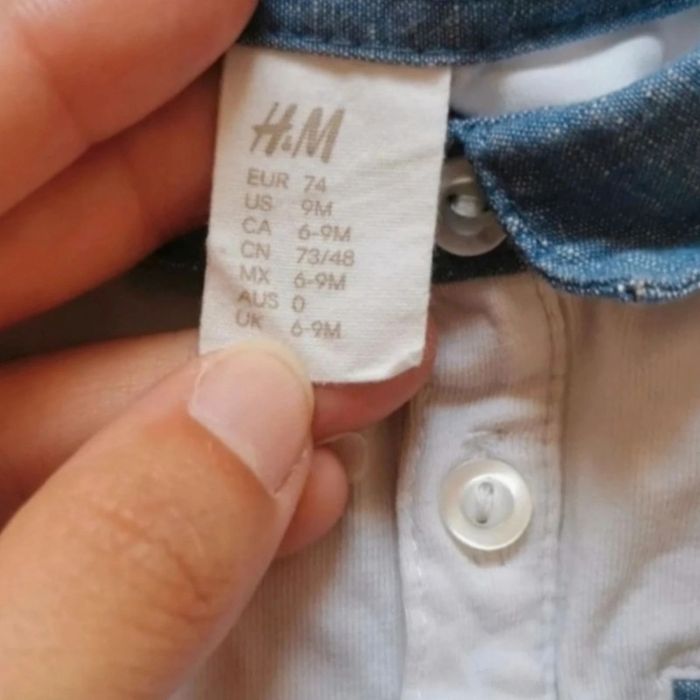 H&M
EUR 74
US 9M
CA 6-9M
CN 73/48
MX 6-9M
AUS 0
UK 6-9M